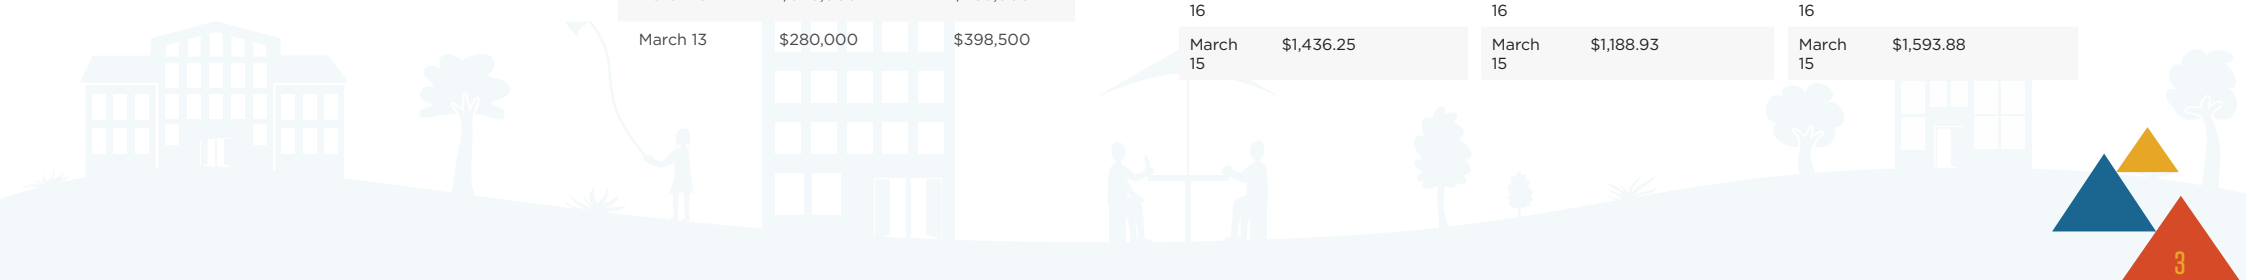 March 13 $280,000 $398,500
16 16 16
March $1,436.25 March $1,188.93 March $1,593.88
15 15 15
3